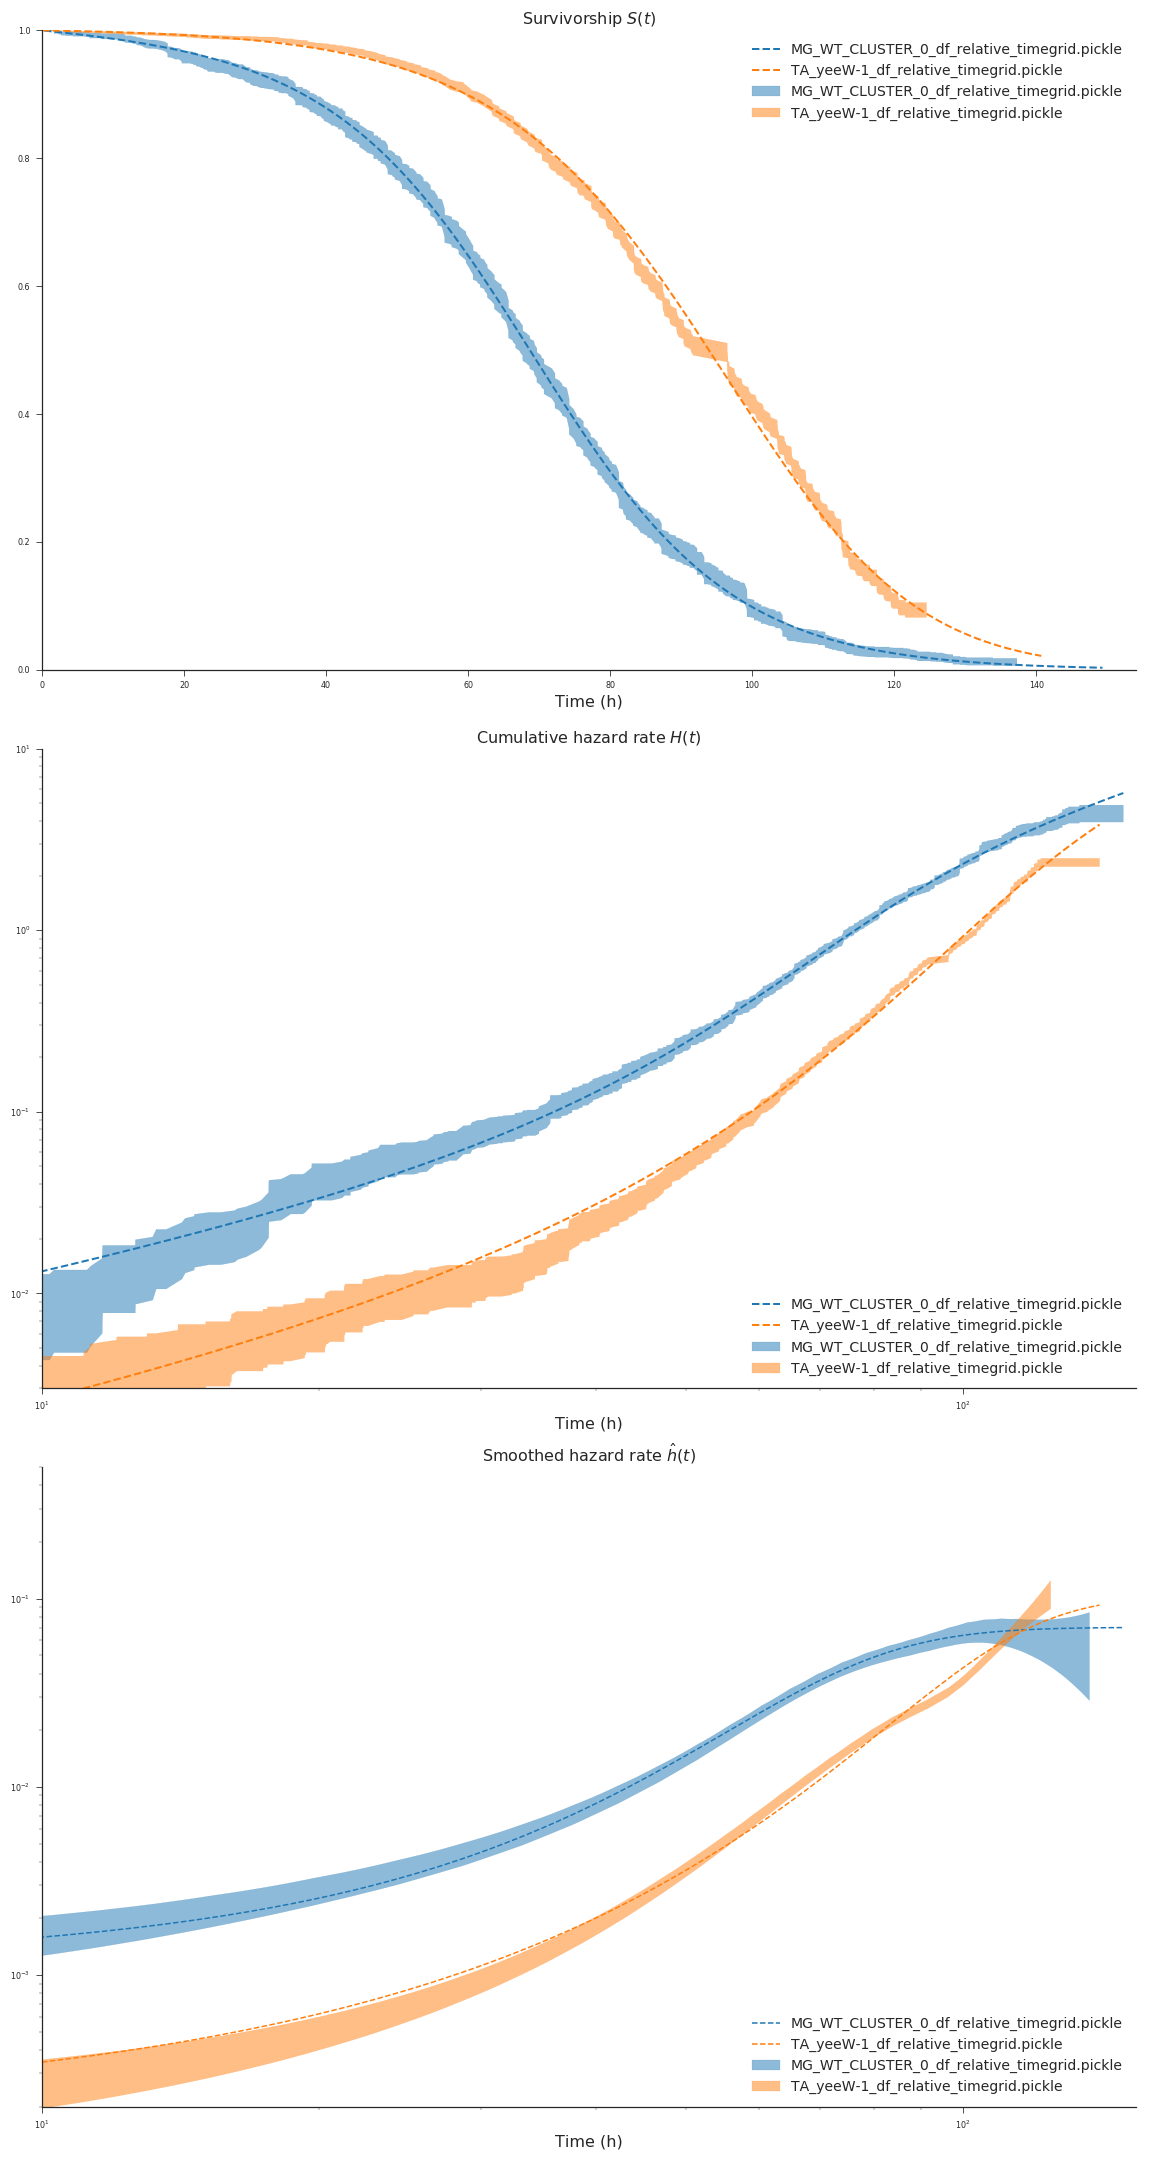 Survivorship S(t)
1.0
0.8
0.6
0.4
0.2
0.0
MG_WT_CLUSTER_0_df_relative_timegrid.pickle
TA_yeeW-1_df_relative_timegrid.pickle
MG_WT_CLUSTER_0_df_relative_timegrid.pickle
TA_yeeW-1_df_relative_timegrid.pickle
0 20 40 60 80 100 120 140
Time (h)
Cumulative hazard rate H(t)
10¹
10⁰
10⁻¹
10⁻²
MG_WT_CLUSTER_0_df_relative_timegrid.pickle
TA_yeeW-1_df_relative_timegrid.pickle
MG_WT_CLUSTER_0_df_relative_timegrid.pickle
TA_yeeW-1_df_relative_timegrid.pickle
10¹ 10²
Time (h)
Smoothed hazard rate ĥ(t)
10⁻¹
10⁻²
10⁻³
MG_WT_CLUSTER_0_df_relative_timegrid.pickle
TA_yeeW-1_df_relative_timegrid.pickle
MG_WT_CLUSTER_0_df_relative_timegrid.pickle
TA_yeeW-1_df_relative_timegrid.pickle
10¹ 10²
Time (h)